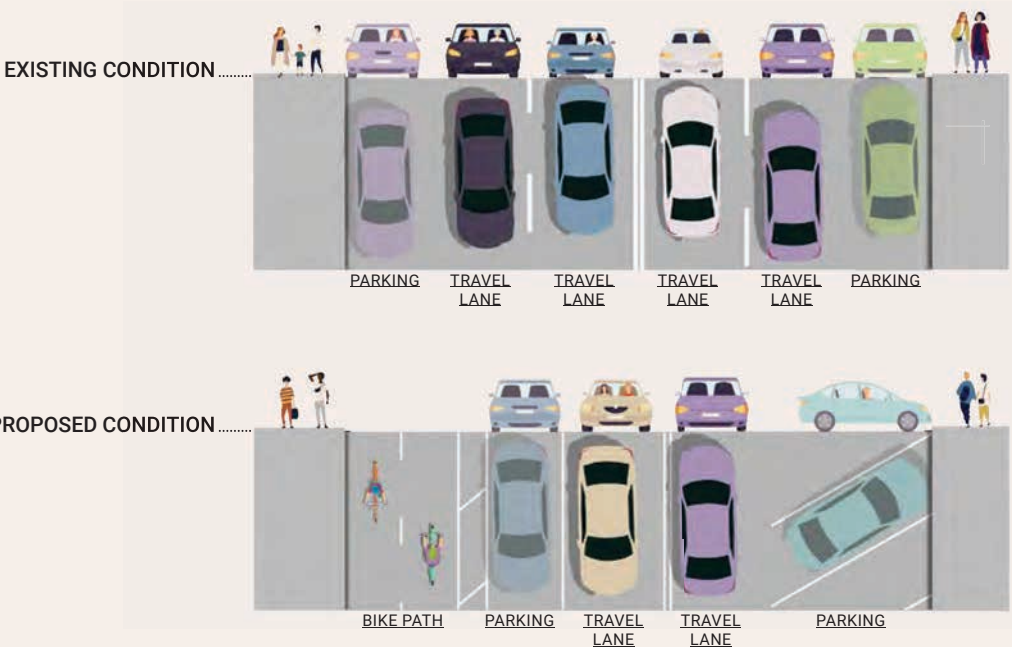 EXISTING CONDITION
PARKING TRAVEL LANE TRAVEL LANE TRAVEL LANE TRAVEL LANE PARKING
PROPOSED CONDITION
BIKE PATH PARKING TRAVEL LANE TRAVEL LANE PARKING